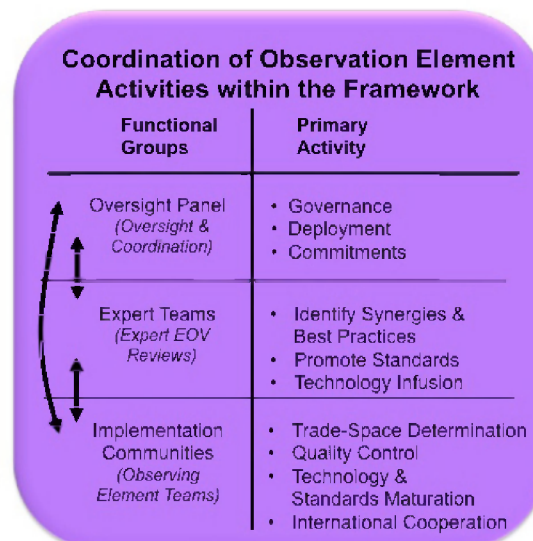 Coordination of Observation Element
Activities within the Framework
Functional
Groups
Primary
Activity
Oversight Panel
(Oversight &
Coordination)
• Governance
• Deployment
• Commitments
Expert Teams
(Expert EOV
Reviews)
• Identify Synergies &
Best Practices
• Promote Standards
• Technology Infusion
Implementation
Communities
(Observing
Element Teams)
• Trade-Space Determination
• Quality Control
• Technology &
Standards Maturation
• International Cooperation